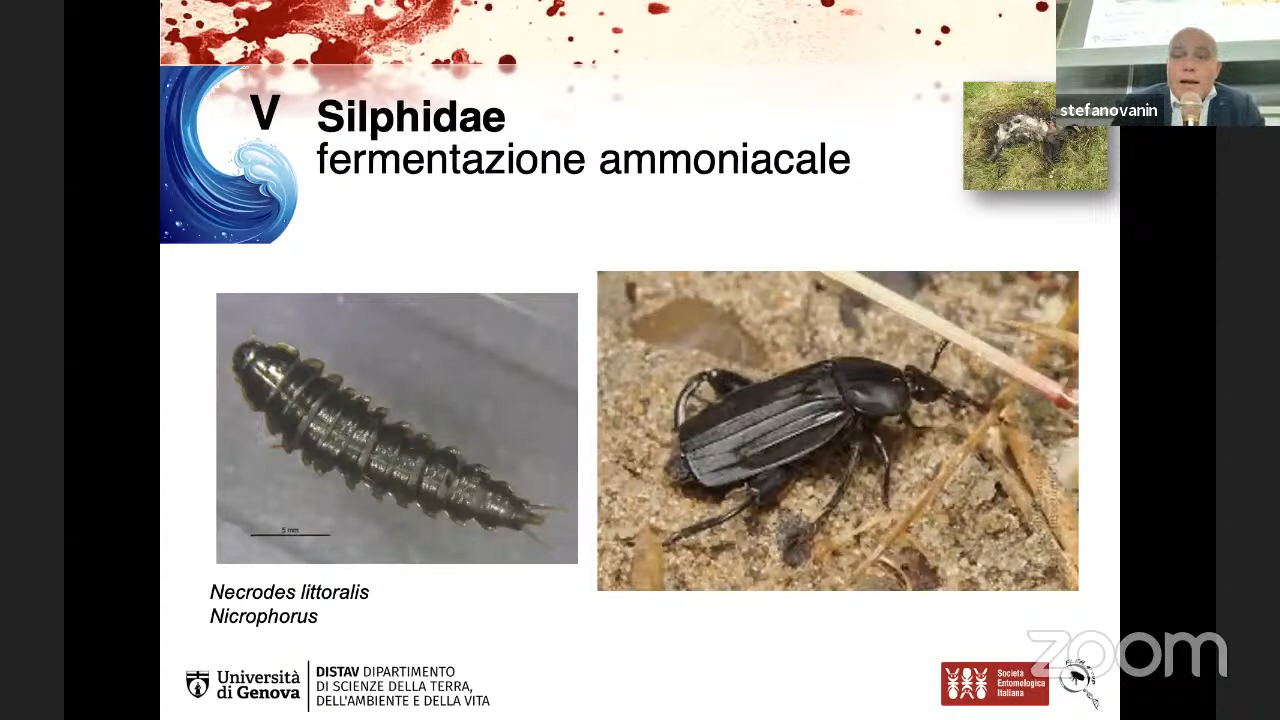 stefanovanin
V
Silphidae
fermentazione ammoniacale
5 mm
Necrodes littoralis
Nicrophorus
Università
di Genova
DISTAV DIPARTIMENTO
DI SCIENZE DELLA TERRA,
DELL'AMBIENTE E DELLA VITA
Società
Entomologica
Italiana
zoom